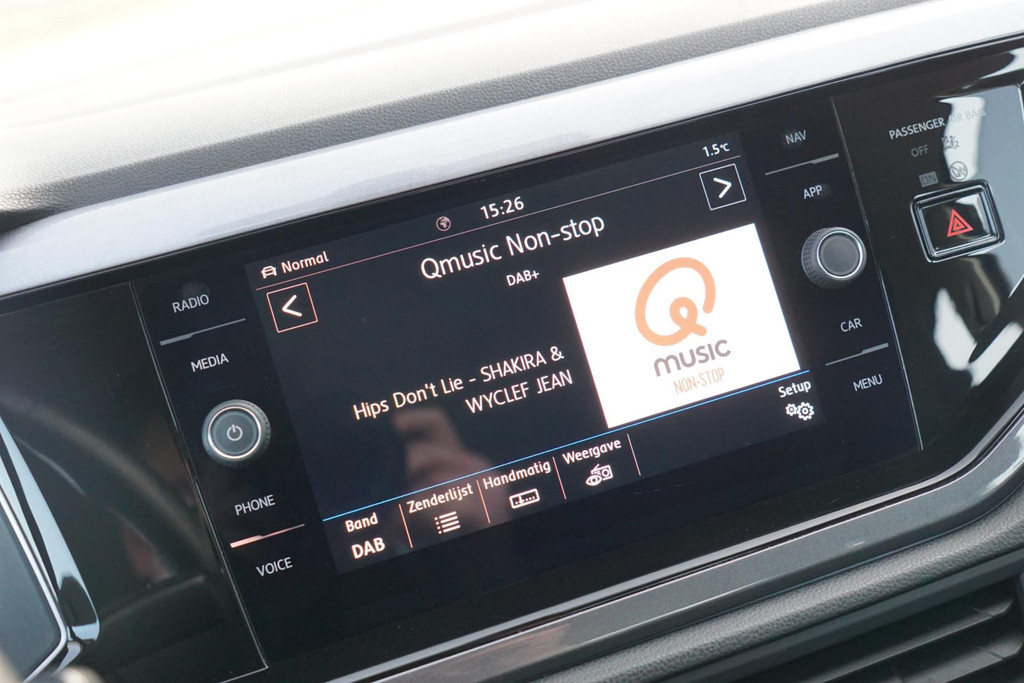 RADIO
MEDIA
PHONE
VOICE
Normal
15:26
1.5°C
Qmusic Non-stop
DAB+
<
>
Hips Don't Lie - SHAKIRA &
WYCLEF JEAN
Q
MUSIC
NON-STOP
Band
DAB
Zenderlijst
Handmatig
Weergave
Setup
NAV
APP
CAR
MENU
PASSENGER AIR BAG
OFF
ON